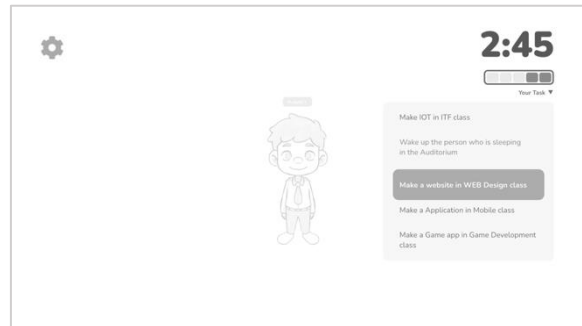 2:45
Your Task ▼
Make IOT in ITF class
Wake up the person who is sleeping
in the Auditorium
Make a website in WEB Design class
Make a Application in Mobile class
Make a Game app in Game Development
class